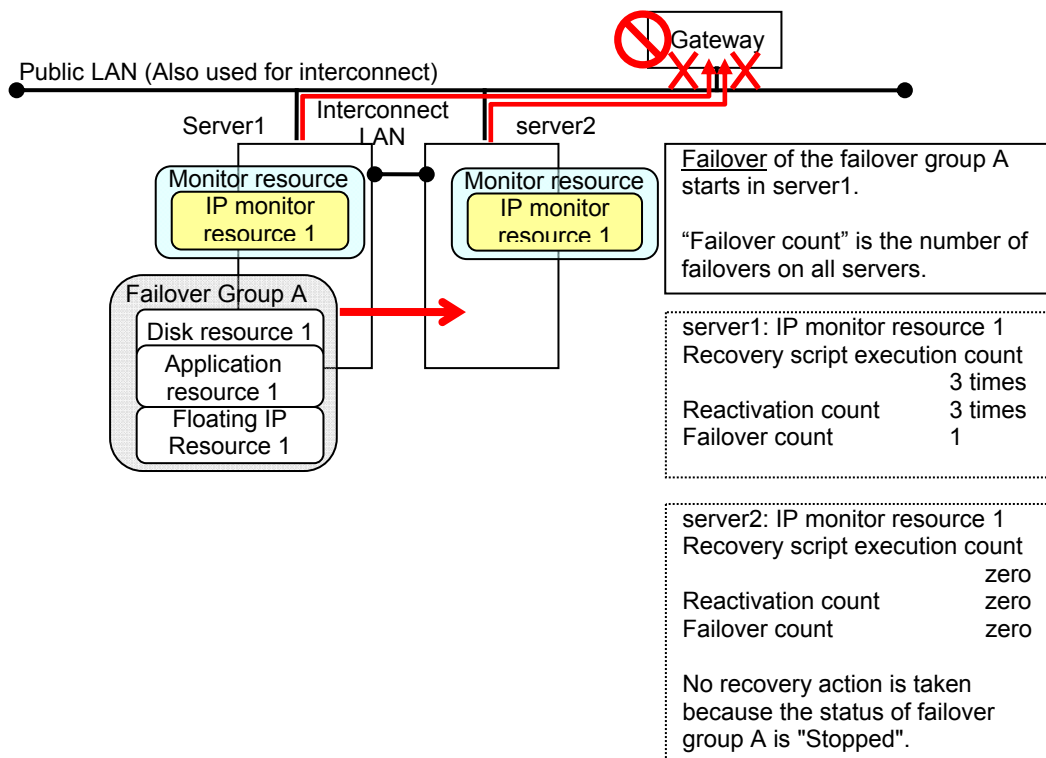 Gateway
Public LAN (Also used for interconnect)
Interconnect
LAN
Server1
server2
Monitor resource
IP monitor
resource 1
Monitor resource
IP monitor
resource 1
Failover Group A
Disk resource 1
Application
resource 1
Floating IP
Resource 1
Failover of the failover group A
starts in server1.
“Failover count” is the number of
failovers on all servers.
server1: IP monitor resource 1
Recovery script execution count
3 times
Reactivation count 3 times
Failover count 1
server2: IP monitor resource 1
Recovery script execution count
zero
Reactivation count zero
Failover count zero
No recovery action is taken
because the status of failover
group A is "Stopped".